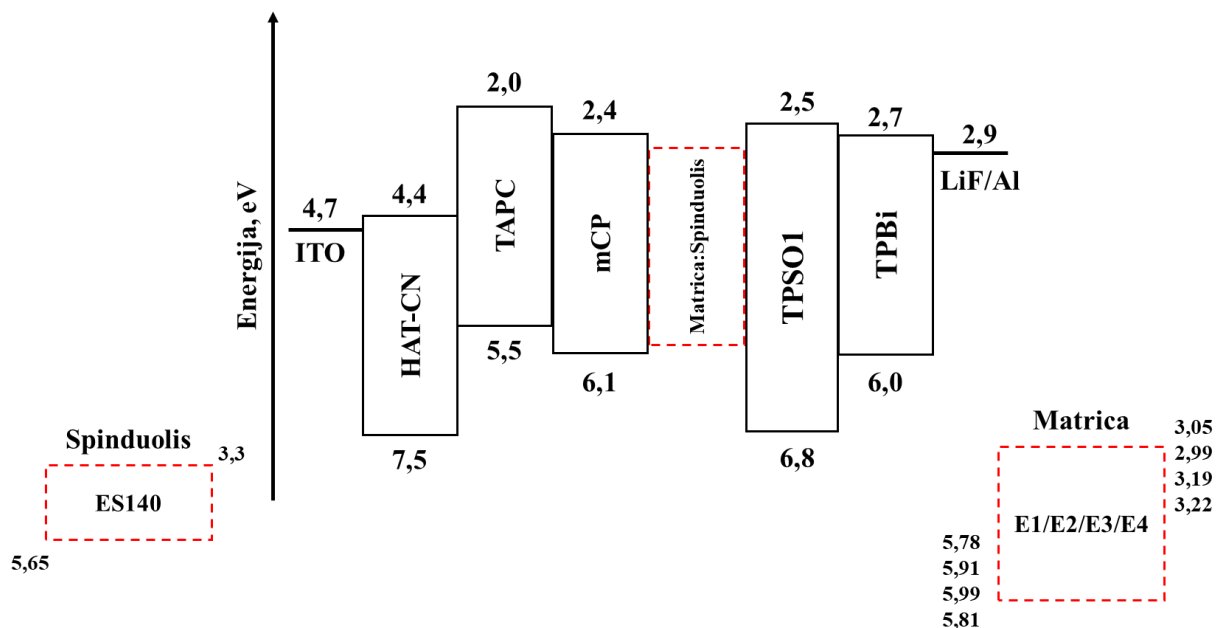 2,0
2,4
2,5
2,7
2,9
4,7
4,4
ITO
LiF/Al
Energija, eV
HAT-CN
TAPC
mCP
Matrica:Spinduolis
TPSO1
TPBi
5,5
6,1
6,0
7,5
6,8
Spinduolis
3,3
ES140
5,65
Matrica
3,05
2,99
3,19
3,22
E1/E2/E3/E4
5,78
5,91
5,99
5,81